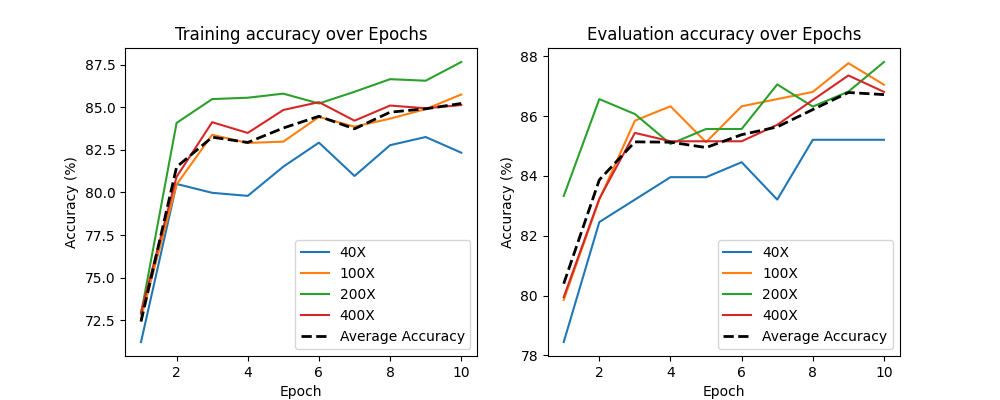 Training accuracy over Epochs
Accuracy (%)
87.5
85.0
82.5
80.0
77.5
75.0
72.5
2
4
6
8
10
Epoch
40X
100X
200X
400X
Average Accuracy
Evaluation accuracy over Epochs
Accuracy (%)
88
86
84
82
80
78
2
4
6
8
10
Epoch
40X
100X
200X
400X
Average Accuracy